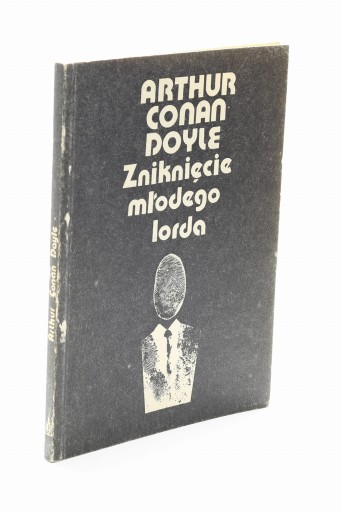 ARTHUR
CONAN
DOYLE
Zniknięcie
młodego
lorda
Arthur Conan Doyle